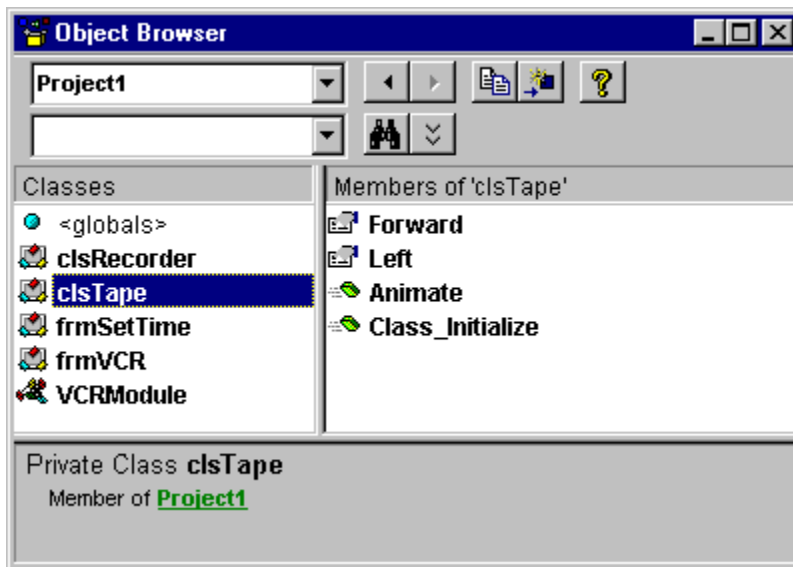 Object Browser
Project1
Classes
Members of 'clsTape'
<globals>
clsRecorder
clsTape
frmSetTime
frmVCR
VCRModule
Forward
Left
Animate
Class_Initialize
Private Class clsTape
Member of Project1